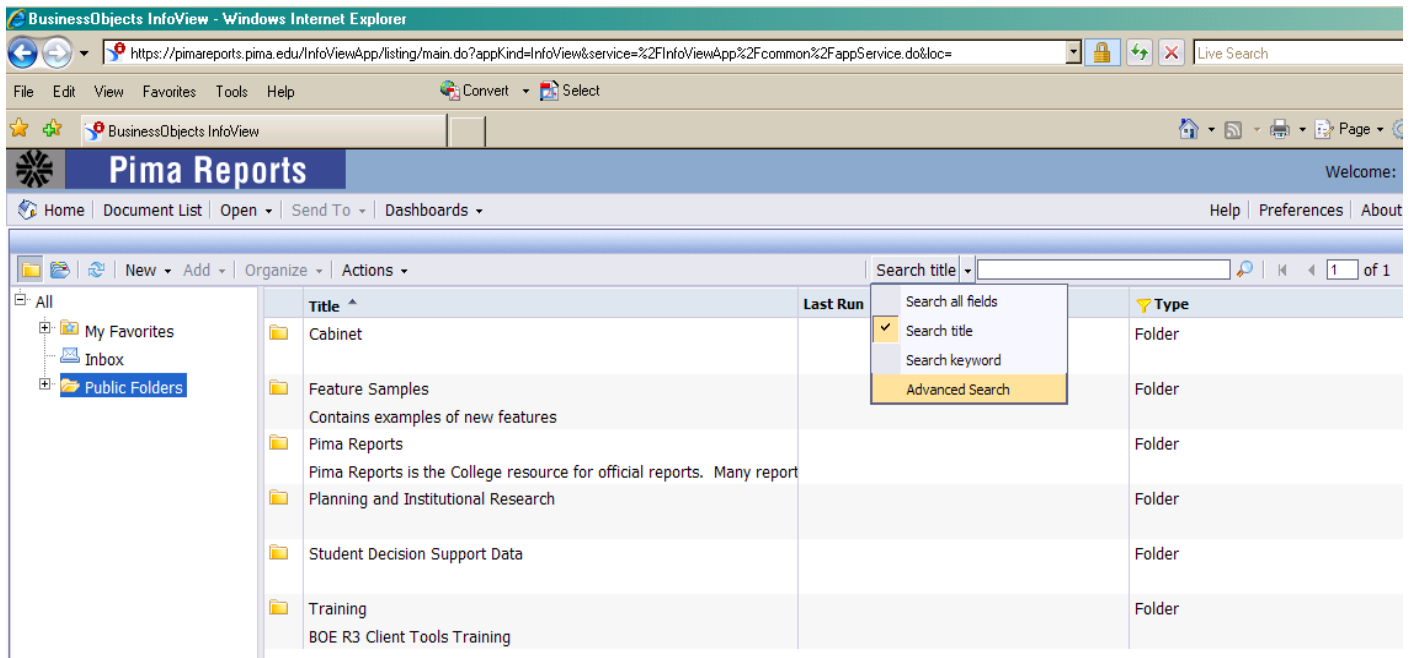 BusinessObjects InfoView - Windows Internet Explorer
https://pimareports.pima.edu/InfoViewApp/listing/main.do?appKind=InfoView&service=%2FInfoViewApp%2Fcommon%2FappService.do&loc=
Live Search
File Edit View Favorites Tools Help Convert Select
BusinessObjects InfoView
Page
Pima Reports
Welcome:
Home Document List Open Send To Dashboards Help Preferences About
New Add Organize Actions Search title 1 of 1
All
My Favorites
Inbox
Public Folders
Title Last Run Type
Search all fields
Search title
Search keyword
Advanced Search
Cabinet Folder
Feature Samples Folder
Contains examples of new features
Pima Reports Folder
Pima Reports is the College resource for official reports. Many report
Planning and Institutional Research Folder
Student Decision Support Data Folder
Training Folder
BOE R3 Client Tools Training